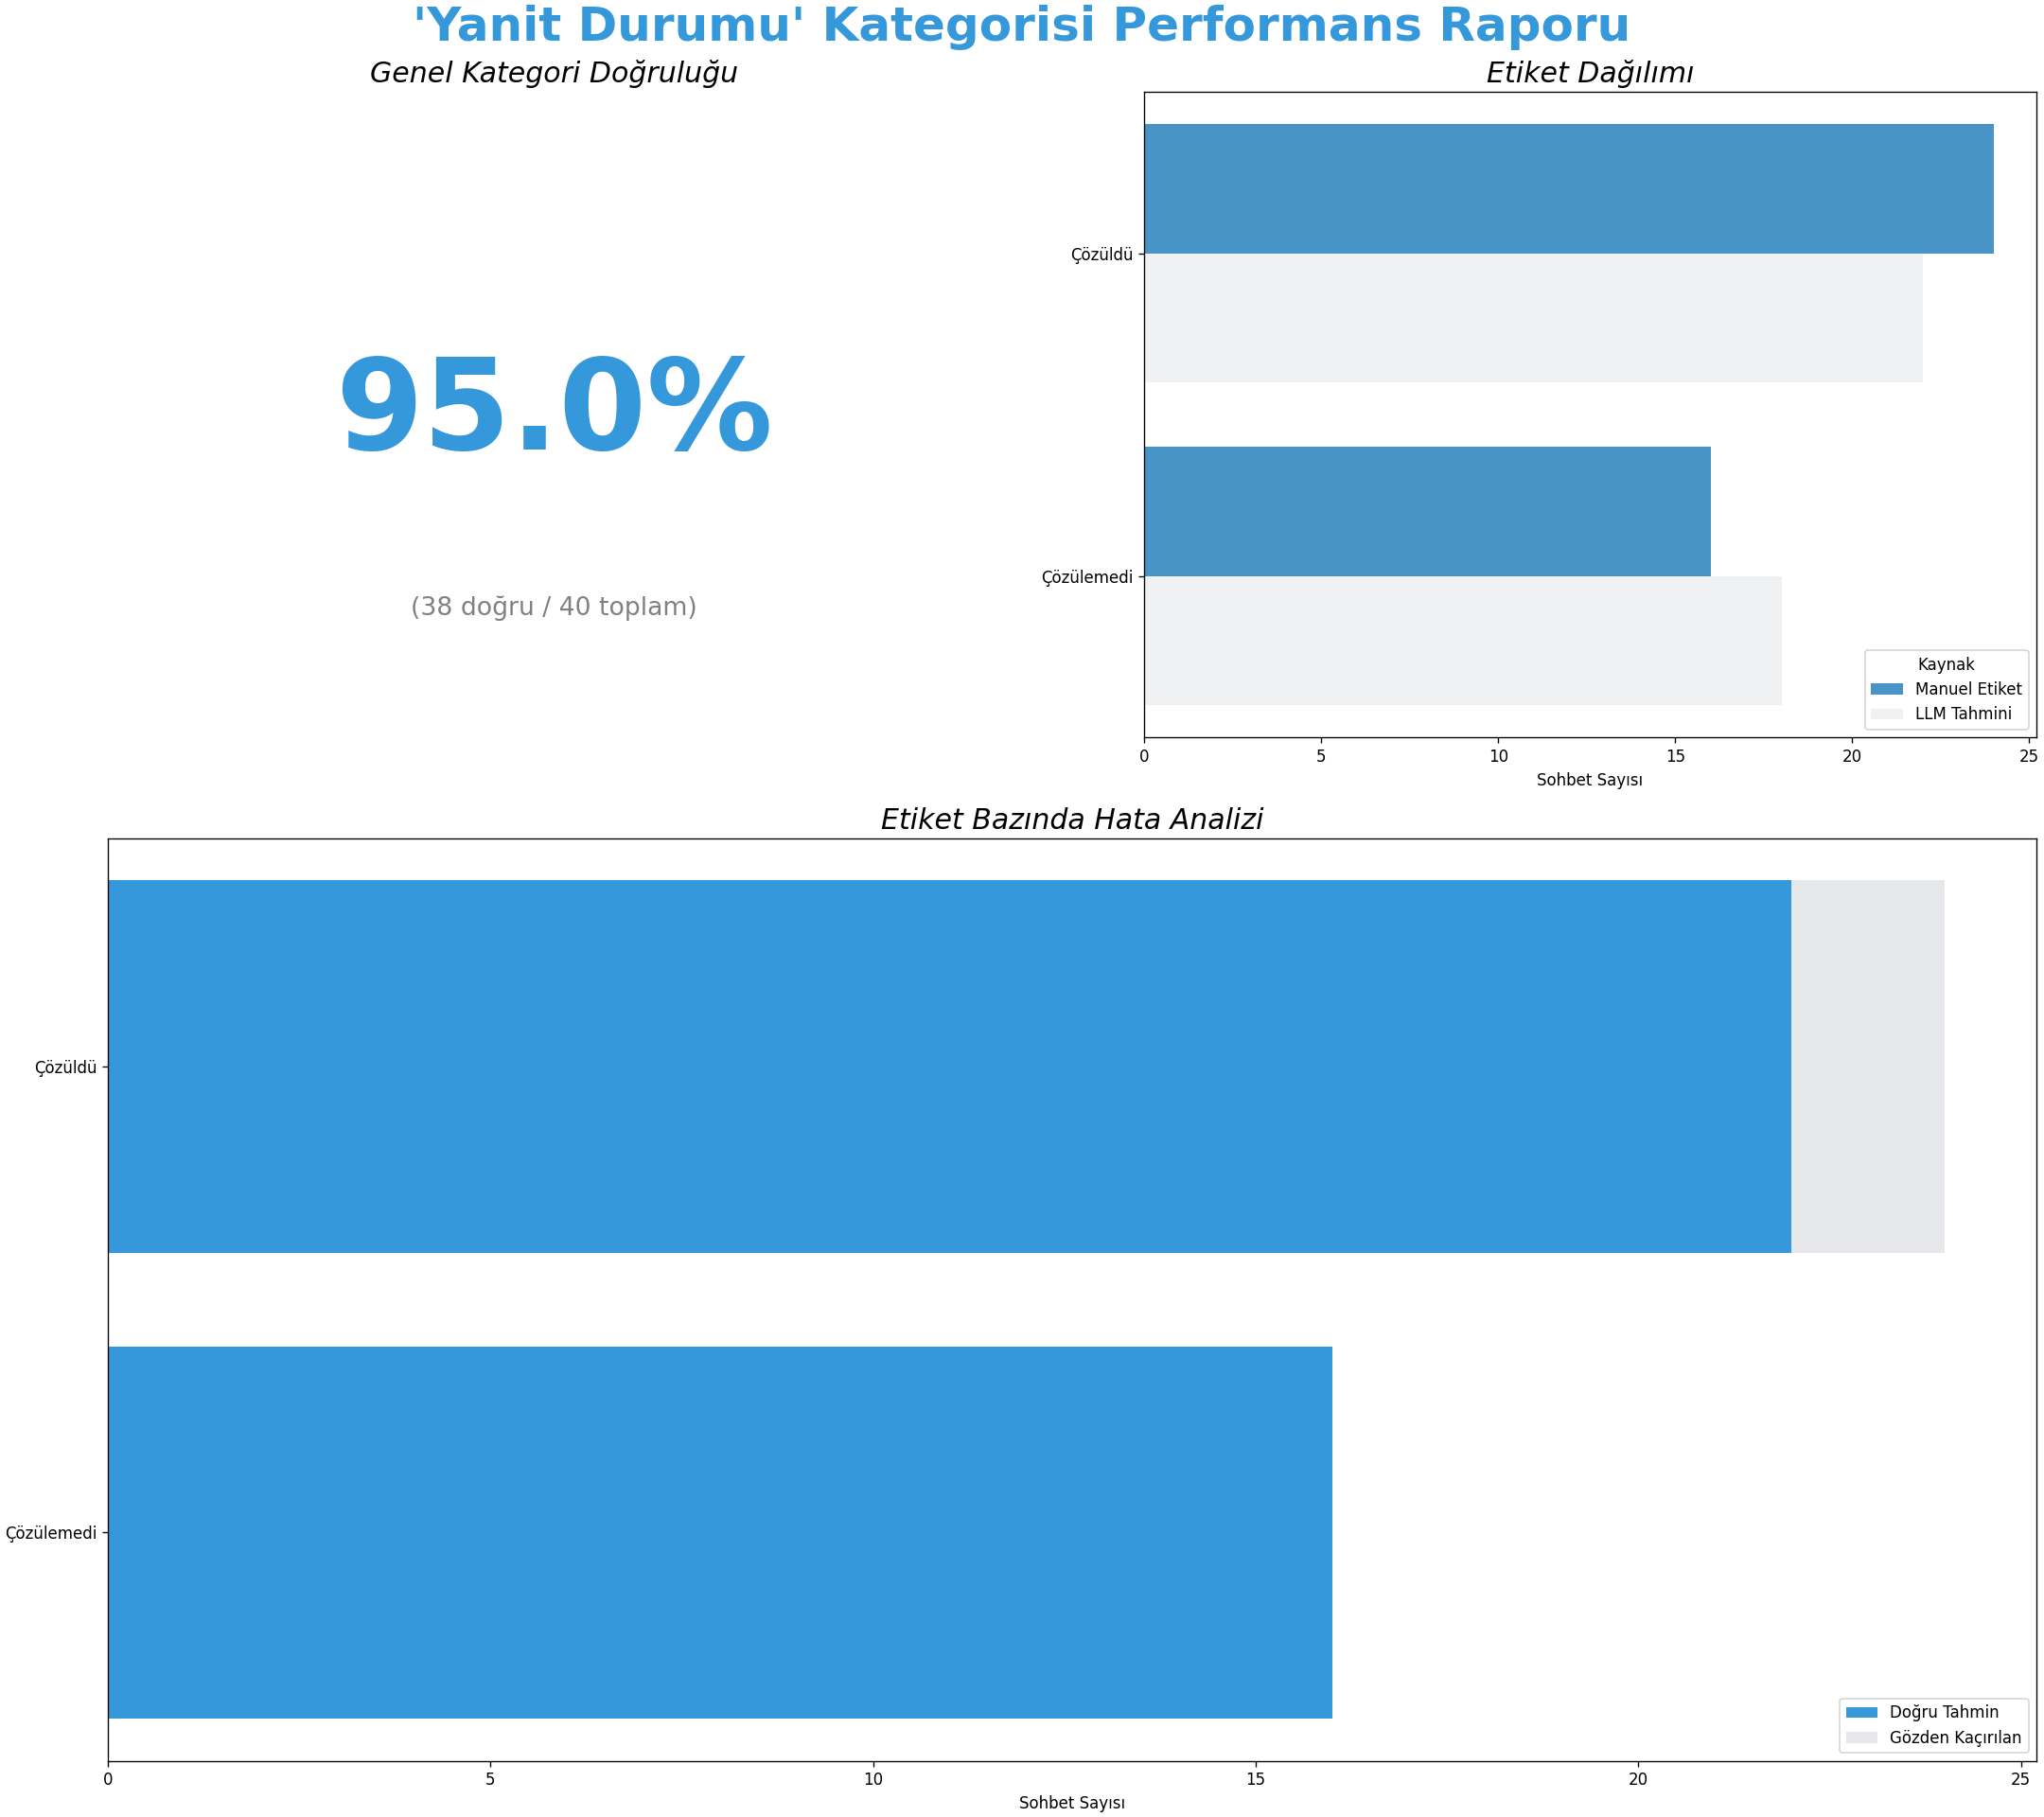 'Yanit Durumu' Kategorisi Performans Raporu
Genel Kategori Doğruluğu
95.0%
(38 doğru / 40 toplam)
Etiket Dağılımı
Çözüldü
Çözülemedi
Kaynak
Manuel Etiket
LLM Tahmini
0 5 10 15 20 25
Sohbet Sayısı
Etiket Bazında Hata Analizi
Çözüldü
Çözülemedi
Doğru Tahmin
Gözden Kaçırılan
0 5 10 15 20 25
Sohbet Sayısı